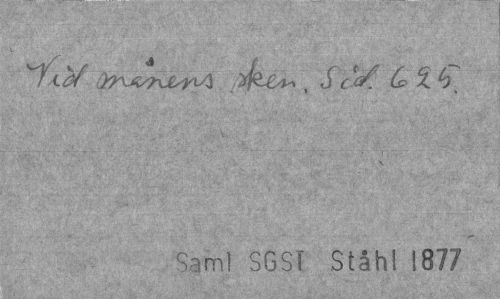 Vid månens sken. Sid. 625.
Saml SGST Ståhl 1877